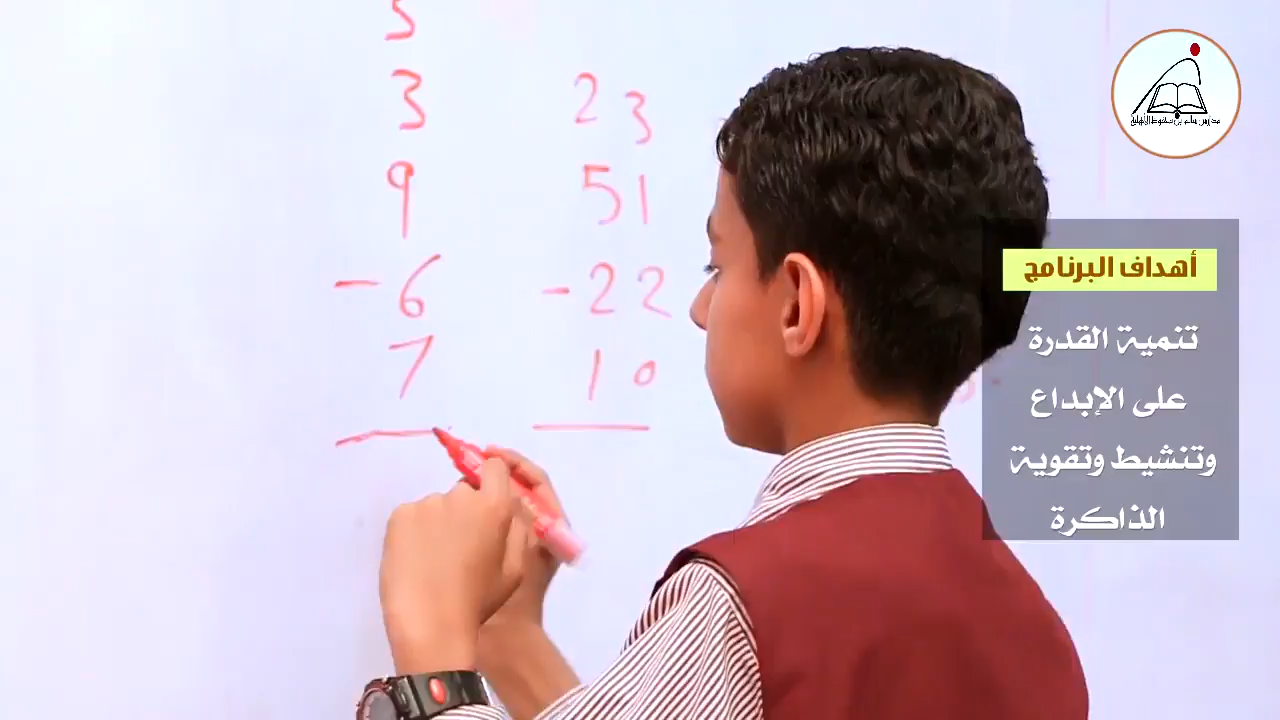 5
3
9
-6
7
23
51
-22
10
أهداف البرنامج
تنمية القدرة
على الإبداع
وتنشيط وتقوية
الذاكرة